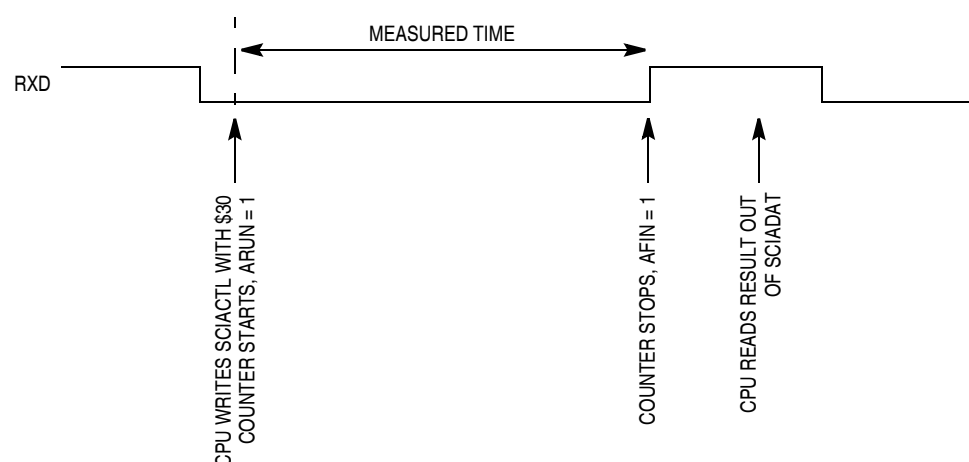 MEASURED TIME
RXD
CPU WRITES SCIACTL WITH $30
COUNTER STARTS, ARUN = 1
COUNTER STOPS, AFIN = 1
CPU READS RESULT OUT
OF SCIADAT